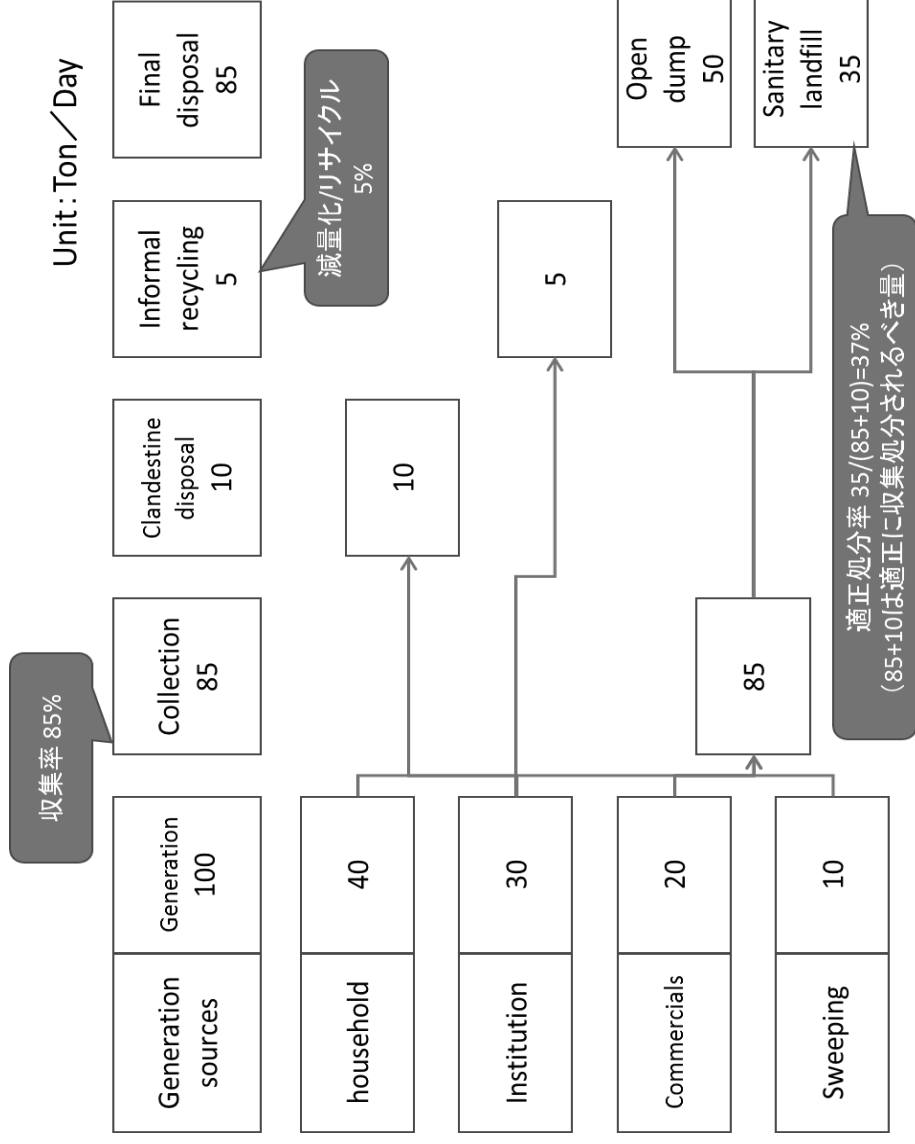 Unit：Ton／Day
収集率 85%
Generation
sources
Generation
100
Collection
85
Clandestine
disposal
10
Informal
recycling
5
Final
disposal
85
減量化/リサイクル
5%
household
40
10
Institution
30
5
Commercials
20
85
Open
dump
50
Sweeping
10
Sanitary
landfill
35
適正処分率 35/(85+10)=37%
（85+10は適正に収集処分されるべき量）